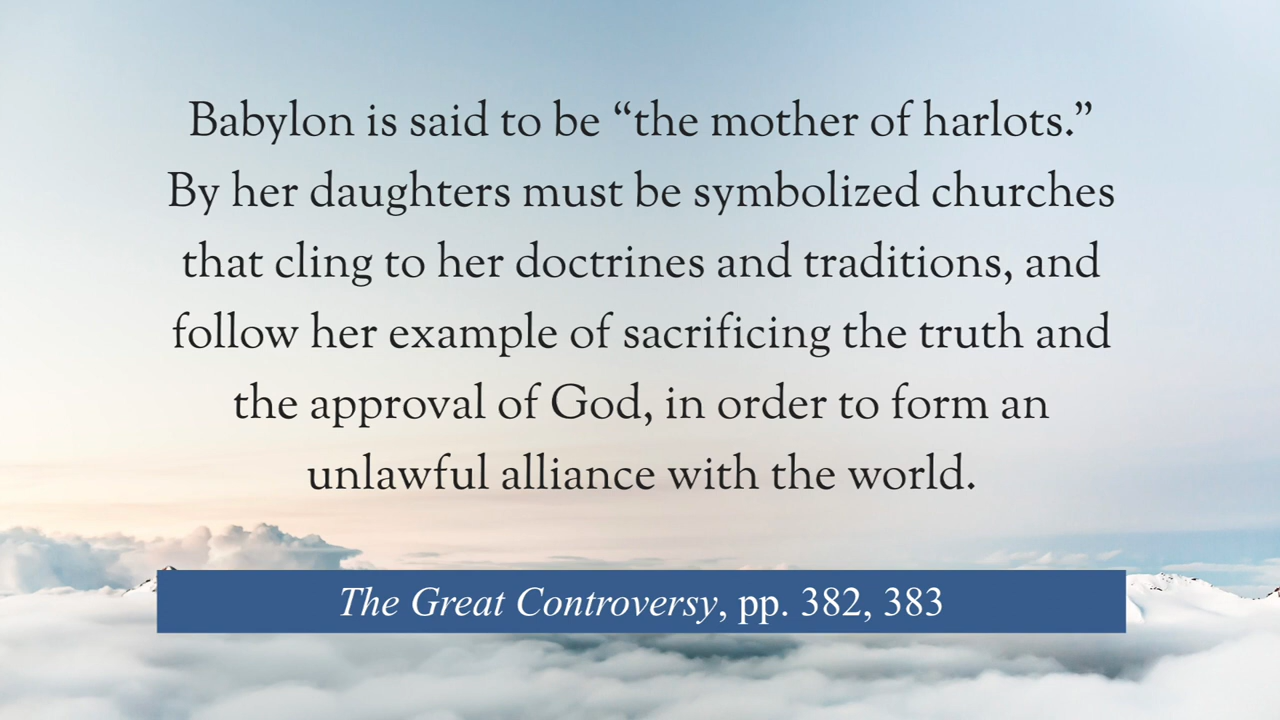 Babylon is said to be “the mother of harlots.”
By her daughters must be symbolized churches
that cling to her doctrines and traditions, and
follow her example of sacrificing the truth and
the approval of God, in order to form an
unlawful alliance with the world.
The Great Controversy, pp. 382, 383